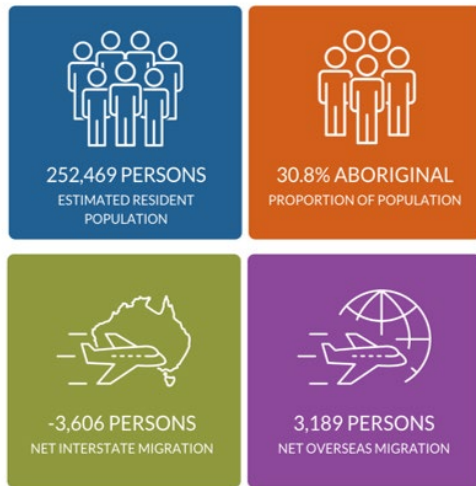 252,469 PERSONS
ESTIMATED RESIDENT
POPULATION
30.8% ABORIGINAL
PROPORTION OF POPULATION
-3,606 PERSONS
NET INTERSTATE MIGRATION
3,189 PERSONS
NET OVERSEAS MIGRATION